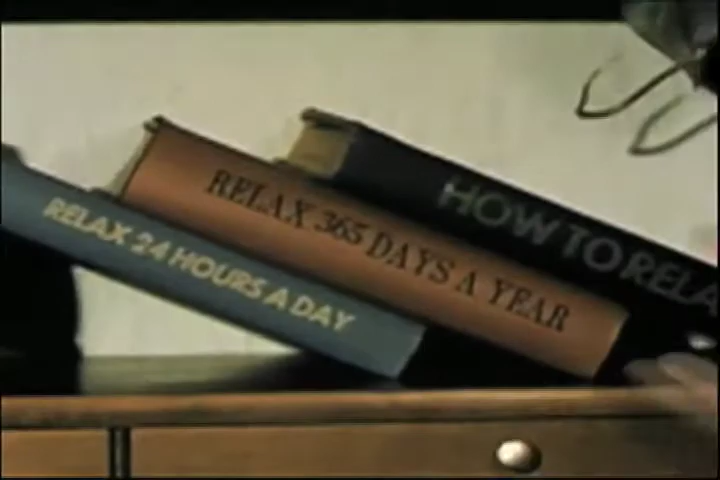 RELAX 24 HOURS A DAY
RELAX 365 DAYS A YEAR
HOW TO RELA